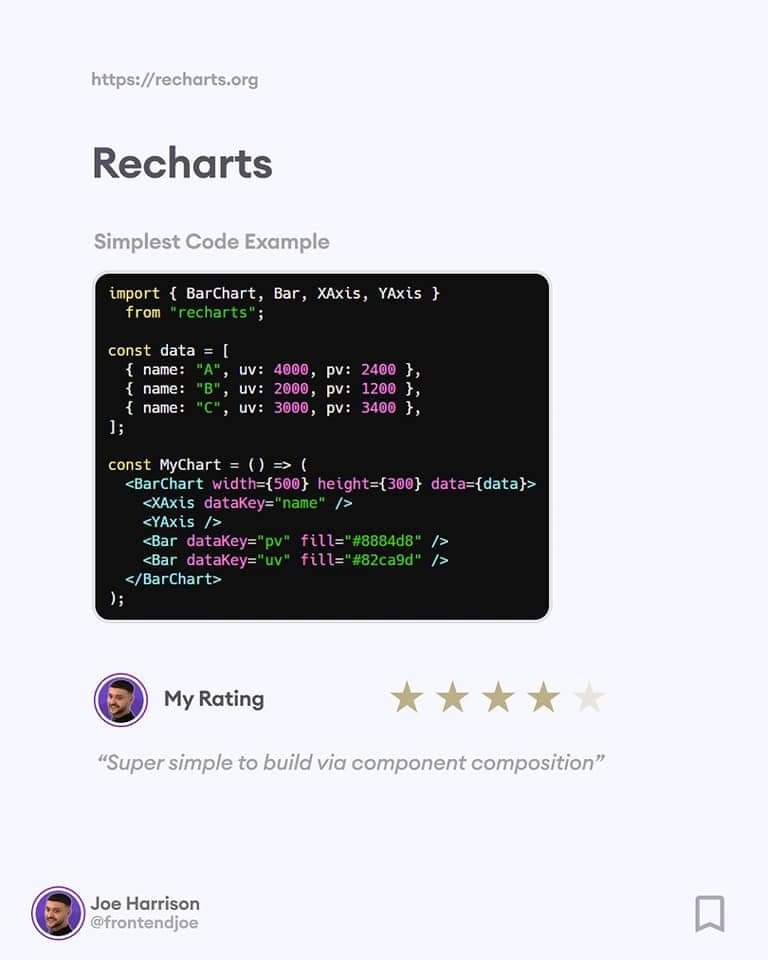 https://recharts.org
Recharts
Simplest Code Example
import { BarChart, Bar, XAxis, YAxis }
  from "recharts";

const data = [
  { name: "A", uv: 4000, pv: 2400 },
  { name: "B", uv: 2000, pv: 1200 },
  { name: "C", uv: 3000, pv: 3400 },
];

const MyChart = () => (
  <BarChart width={500} height={300} data={data}>
    <XAxis dataKey="name" />
    <YAxis />
    <Bar dataKey="pv" fill="#8884d8" />
    <Bar dataKey="uv" fill="#82ca9d" />
  </BarChart>
);
My Rating
“Super simple to build via component composition”
Joe Harrison
@frontendjoe